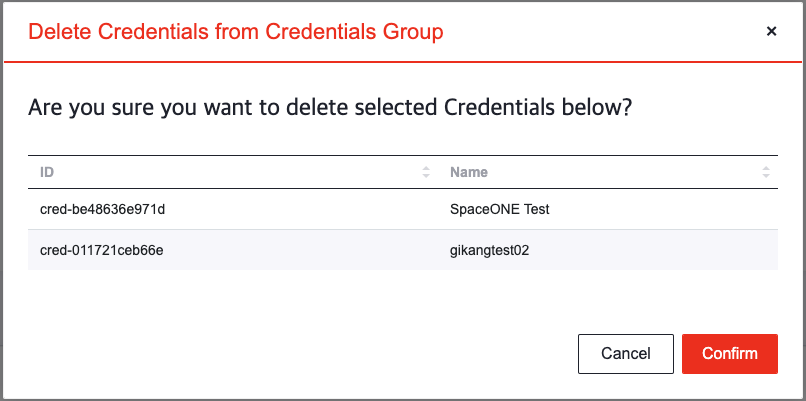 Delete Credentials from Credentials Group
×
Are you sure you want to delete selected Credentials below?
ID Name
cred-be48636e971d SpaceONE Test
cred-011721ceb66e gikangtest02
Cancel Confirm